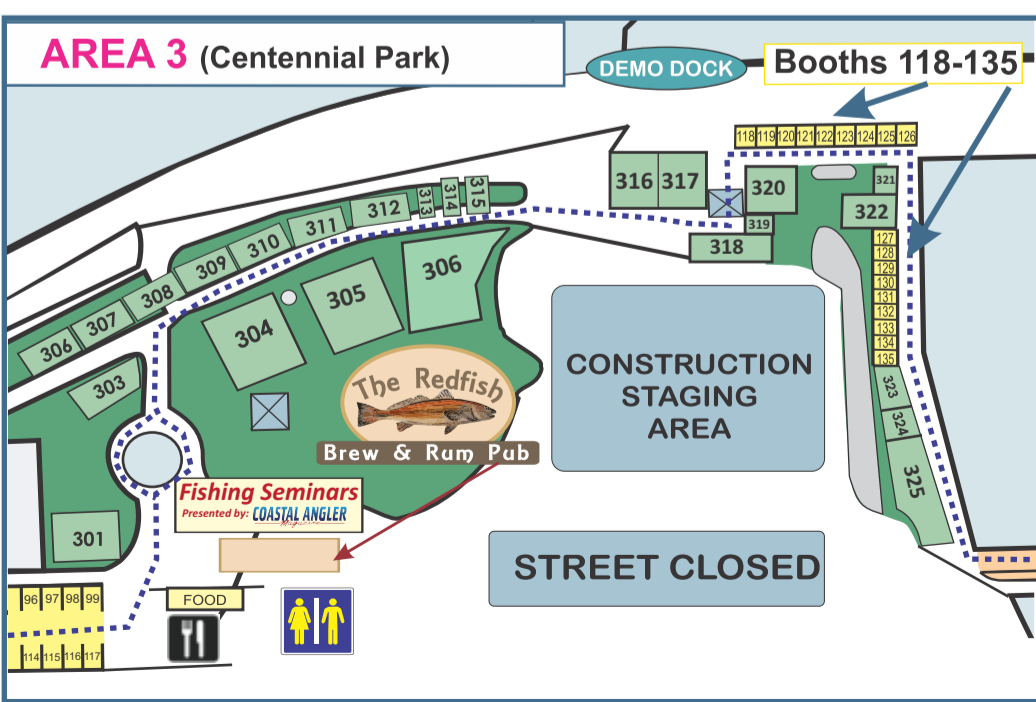 AREA 3 (Centennial Park)
DEMO DOCK
Booths 118-135
118 119 120 121 122 123 124 125 126
316 317 320 321
322
319
318
315
314
313
312
311
310
309
308
307
306
306
305
304
303
301
127
128
129
130
131
132
133
134
135
323
324
325
The Redfish
Brew & Rum Pub
CONSTRUCTION
STAGING
AREA
Fishing Seminars
Presented by: COASTAL ANGLER
Magazine
STREET CLOSED
FOOD
96 97 98 99
114 115 116 117